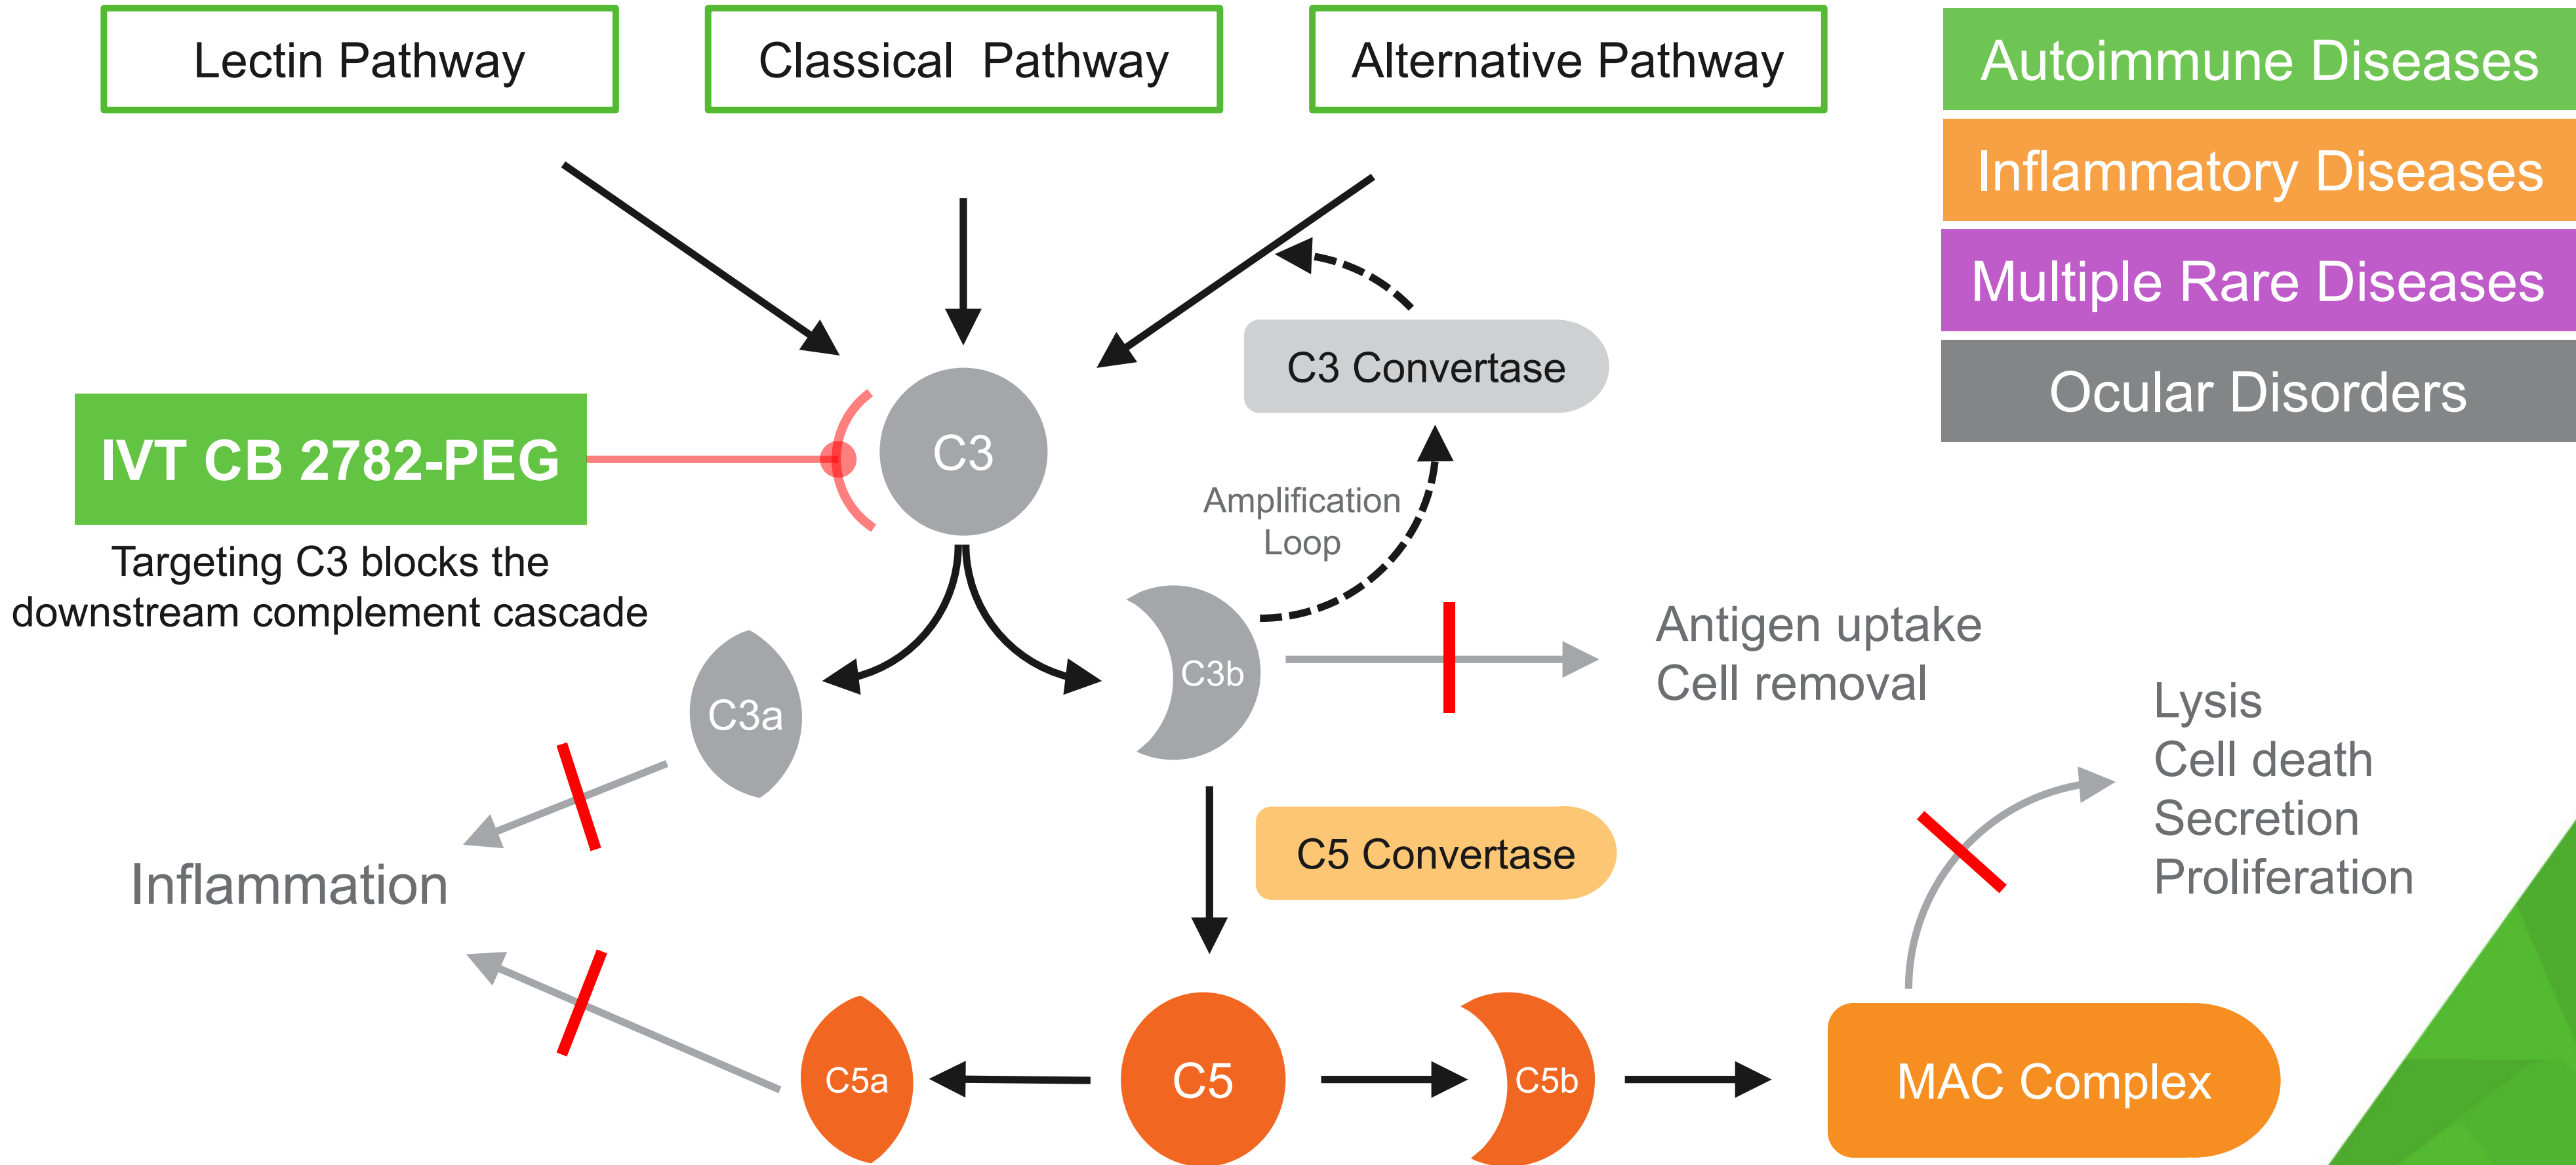 Lectin Pathway
Classical Pathway
Alternative Pathway
Autoimmune Diseases
Inflammatory Diseases
Multiple Rare Diseases
Ocular Disorders
C3 Convertase
IVT CB 2782-PEG
C3
Amplification
Loop
Targeting C3 blocks the
downstream complement cascade
C3a
C3b
Antigen uptake
Cell removal
Lysis
Cell death
Secretion
Proliferation
C5 Convertase
Inflammation
C5a
C5
C5b
MAC Complex